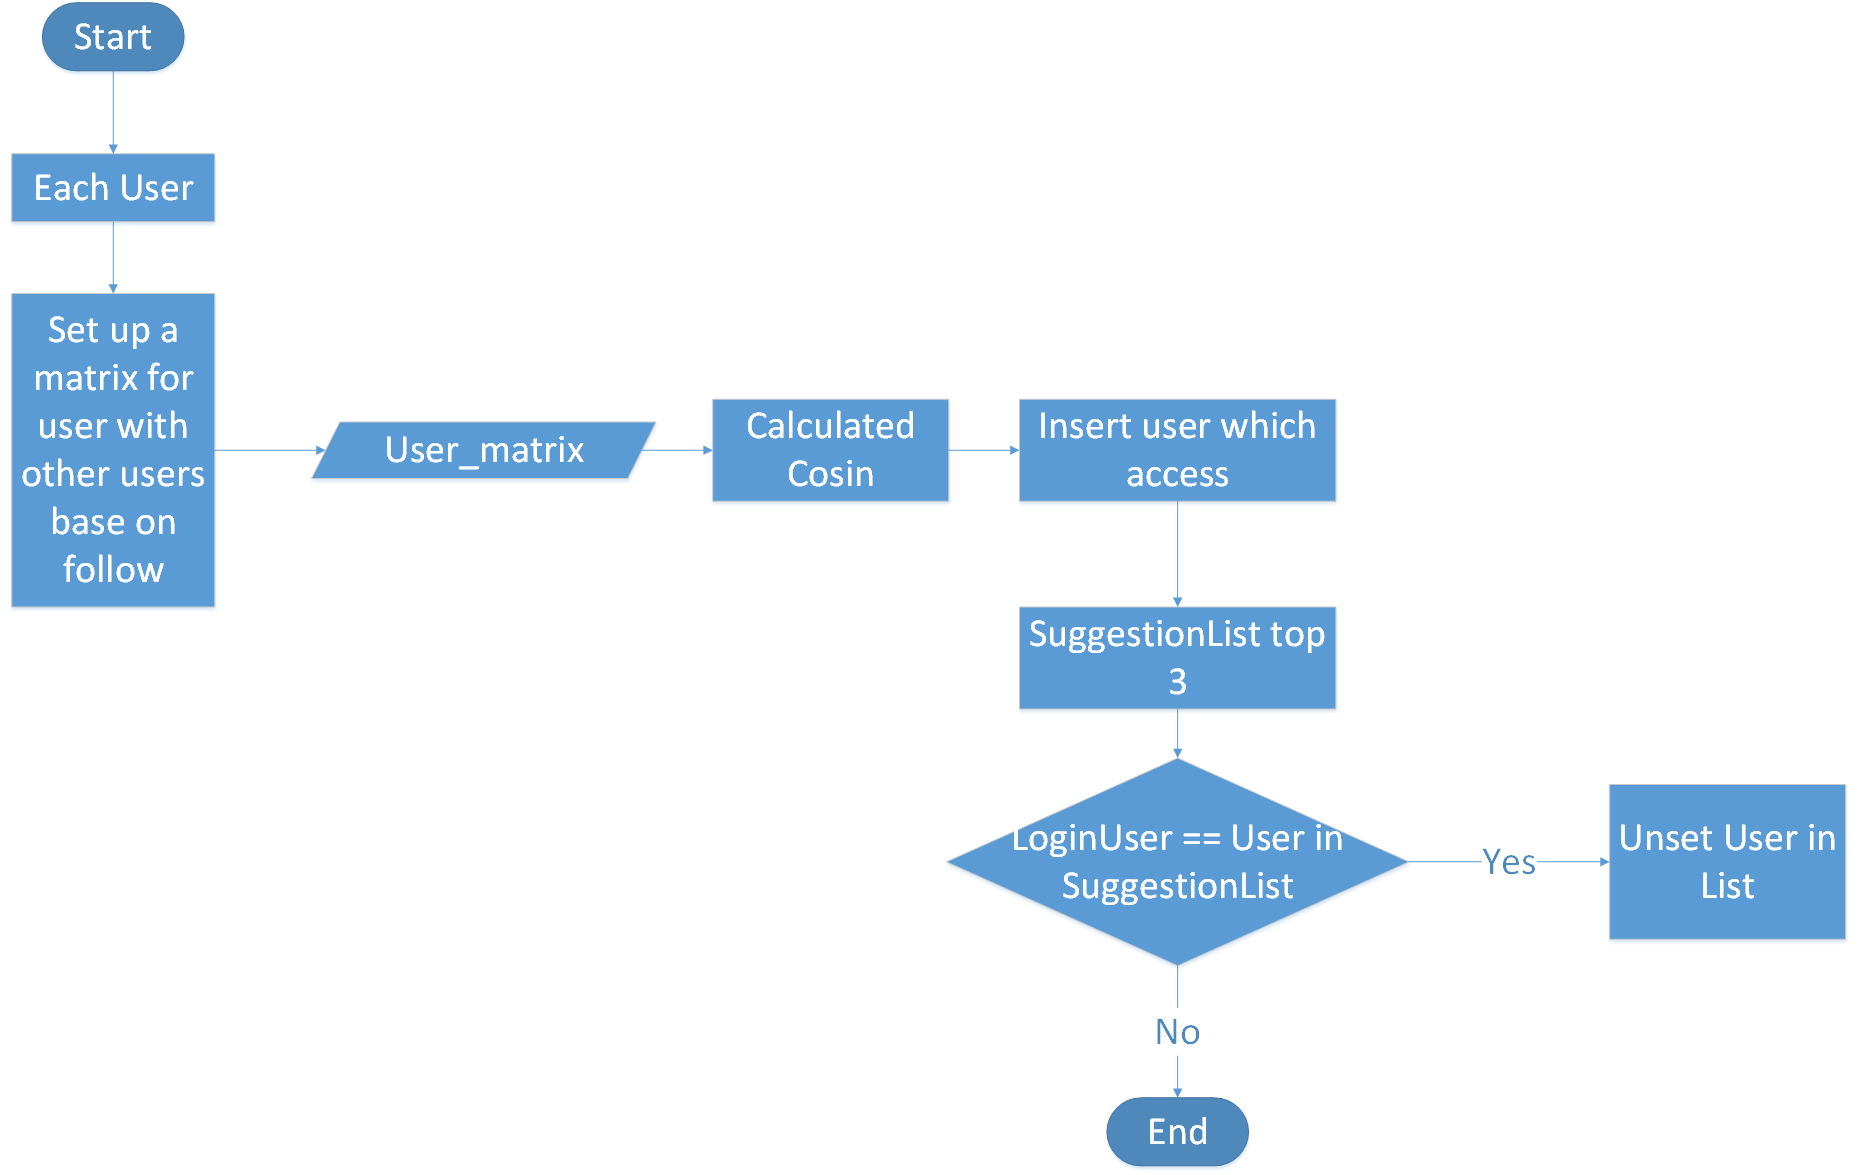 Start
Each User
Set up a
matrix for
user with
other users
base on
follow
User_matrix
Calculated
Cosin
Insert user which
access
SuggestionList top
3
LoginUser == User in
SuggestionList
Yes
Unset User in
List
No
End